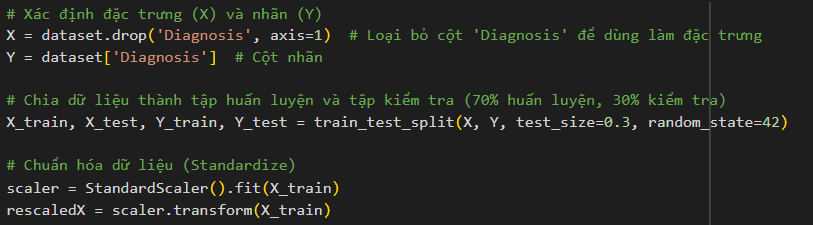 # Xác định đặc trưng (X) và nhãn (Y)
X = dataset.drop('Diagnosis', axis=1)  # Loại bỏ cột 'Diagnosis' để dùng làm đặc trưng
Y = dataset['Diagnosis']  # Cột nhãn
# Chia dữ liệu thành tập huấn luyện và tập kiểm tra (70% huấn luyện, 30% kiểm tra)
X_train, X_test, Y_train, Y_test = train_test_split(X, Y, test_size=0.3, random_state=42)
# Chuẩn hóa dữ liệu (Standardize)
scaler = StandardScaler().fit(X_train)
rescaledX = scaler.transform(X_train)